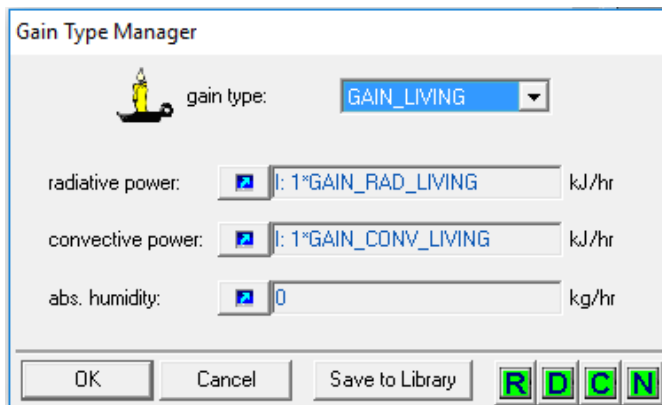 Gain Type Manager
gain type: GAIN_LIVING
radiative power: I: 1*GAIN_RAD_LIVING kJ/hr
convective power: I: 1*GAIN_CONV_LIVING kJ/hr
abs. humidity: 0 kg/hr
OK Cancel Save to Library R D C N